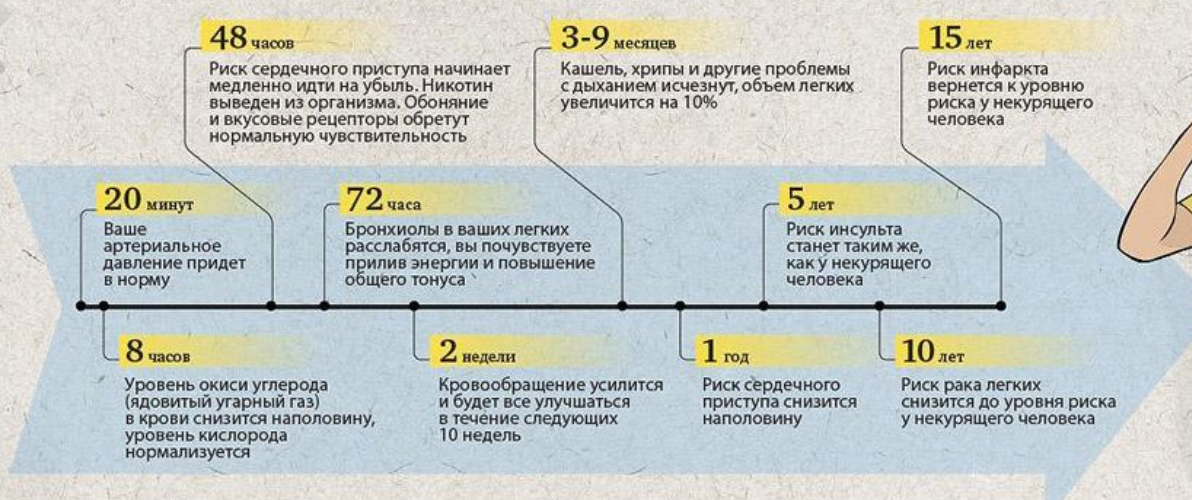 48 часов
Риск сердечного приступа начинает
медленно идти на убыль. Никотин
выведен из организма. Обоняние
и вкусовые рецепторы обретут
нормальную чувствительность
3-9 месяцев
Кашель, хрипы и другие проблемы
с дыханием исчезнут, объем легких
увеличится на 10%
15 лет
Риск инфаркта
вернется к уровню
риска у некурящего
человека
20 минут
Ваше
артериальное
давление придет
в норму
72 часа
Бронхиолы в ваших легких
расслабятся, вы почувствуете
прилив энергии и повышение
общего тонуса
5 лет
Риск инсульта
станет таким же,
как у некурящего
человека
8 часов
Уровень окиси углерода
(ядовитый угарный газ)
в крови снизится наполовину,
уровень кислорода
нормализуется
2 недели
Кровообращение усилится
и будет все улучшаться
в течение следующих
10 недель
1 год
Риск сердечного
приступа снизится
наполовину
10 лет
Риск рака легких
снизится до уровня риска
у некурящего человека